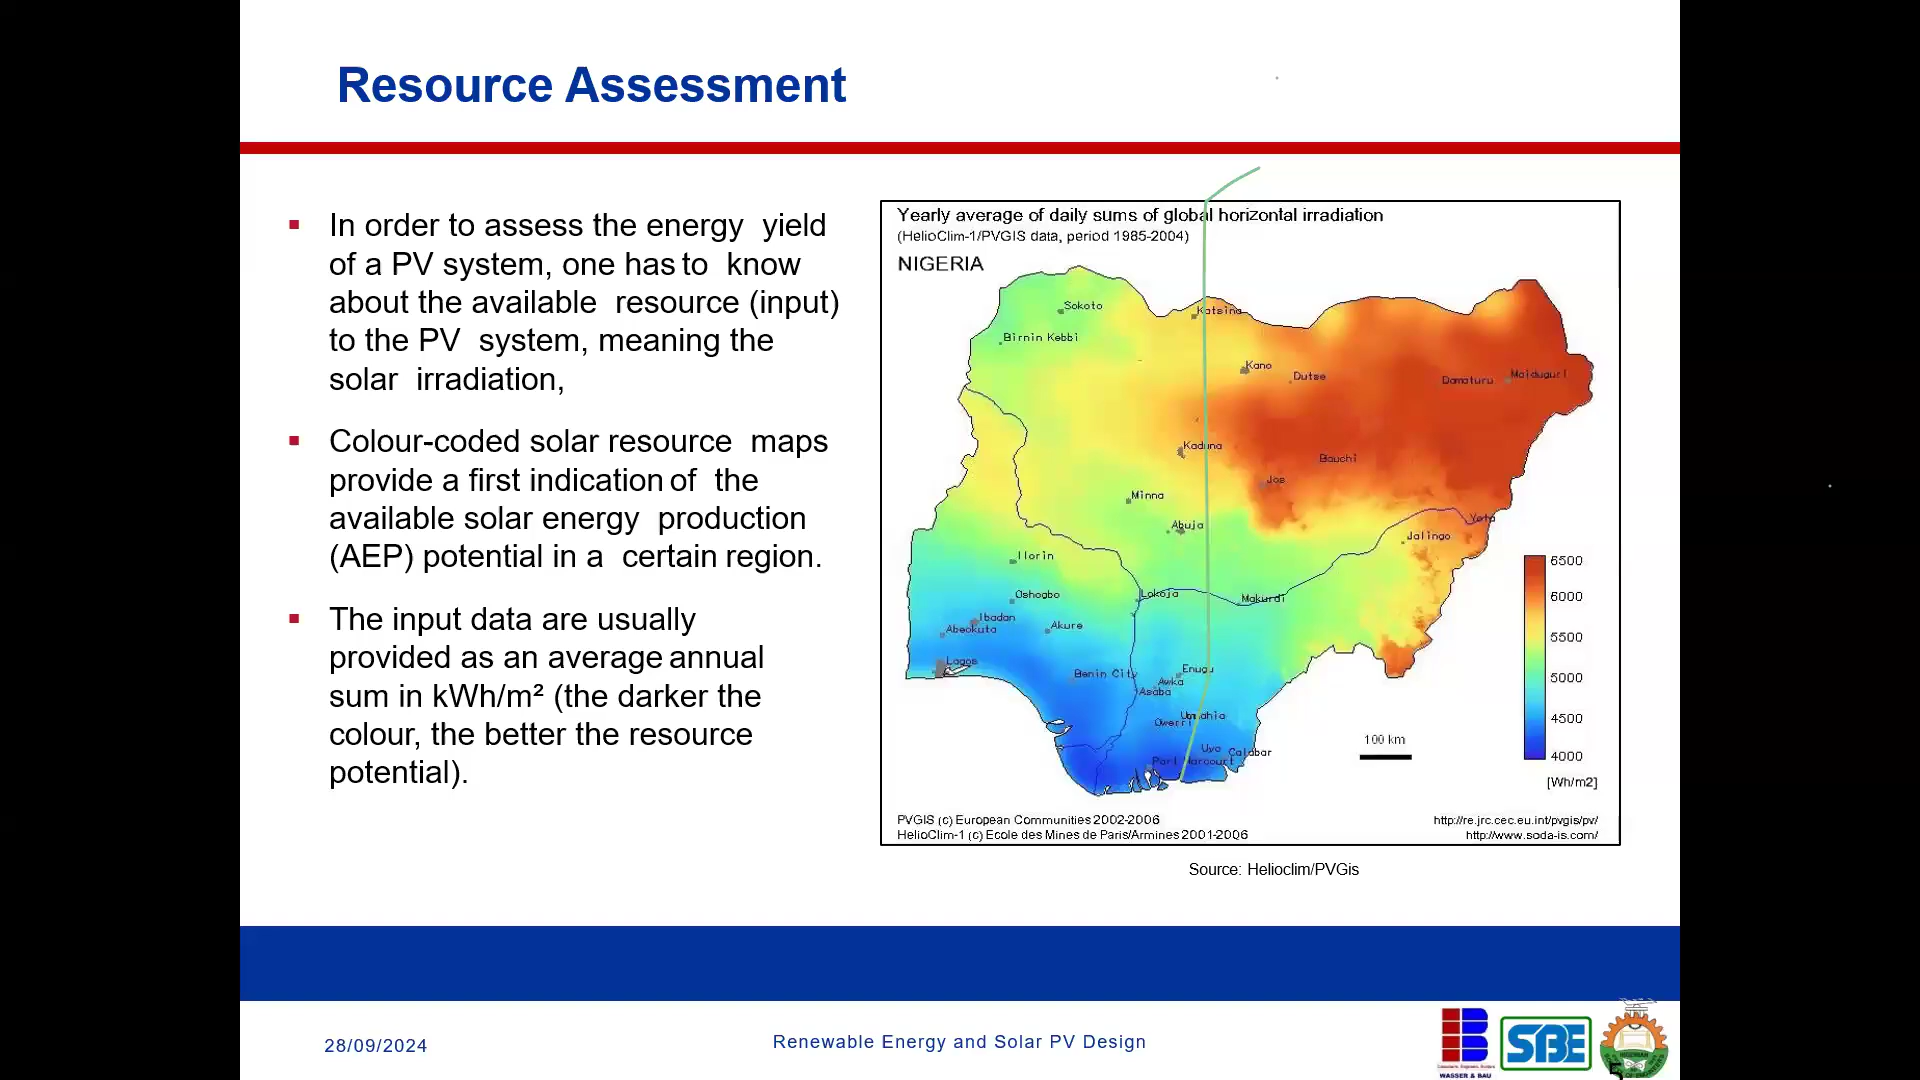 Resource Assessment
In order to assess the energy yield
of a PV system, one has to know
about the available resource (input)
to the PV system, meaning the
solar irradiation,
Colour-coded solar resource maps
provide a first indication of the
available solar energy production
(AEP) potential in a certain region.
The input data are usually
provided as an average annual
sum in kWh/m² (the darker the
colour, the better the resource
potential).
Yearly average of daily sums of global horizontal irradiation
(HelioClim-1/PVGIS data, period 1985-2004)
NIGERIA
Sokoto
Katsina
Birnin Kebbi
Kano
Dutse
Damaturu
Maiduguri
Kaduna
Bauchi
Jos
Minna
Abuja
Yola
Jalingo
Ilorin
Oshogbo
Lokoja
Makurdi
Ibadan
Abeokuta
Akure
Lagos
Benin City
Enugu
Awka
Asaba
Umuahia
Owerri
Uyo
Calabar
Port Harcourt
6500
6000
5500
5000
4500
4000
[Wh/m2]
100 km
PVGIS (c) European Communities 2002-2006
HelioClim-1 (c) Ecole des Mines de Paris/Armines 2001-2006
http://re.jrc.cec.eu.int/pvgis/pv/
http://www.soda-is.com/
Source: Helioclim/PVGis
28/09/2024
Renewable Energy and Solar PV Design
WASSER & BAU
SBE
5